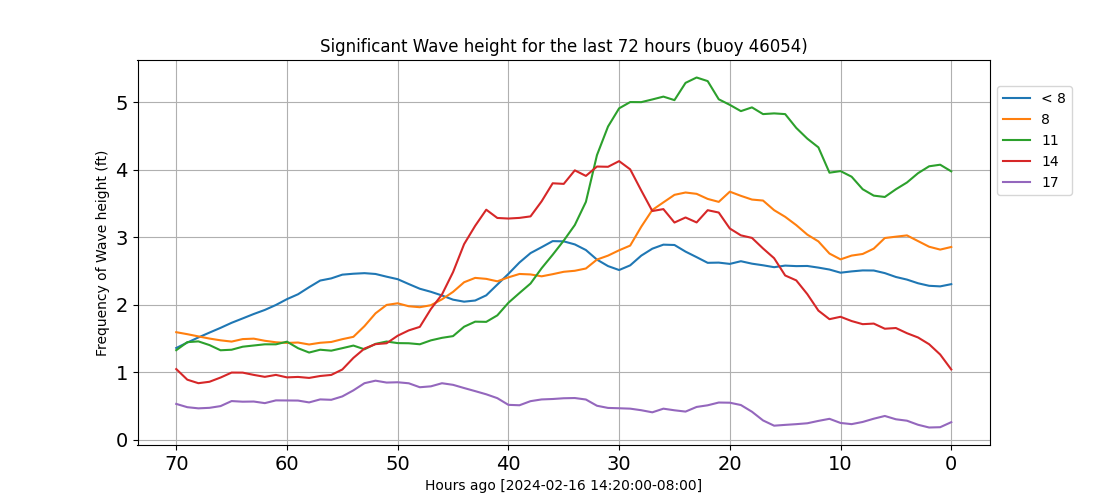 Significant Wave height for the last 72 hours (buoy 46054)
Frequency of Wave height (ft)
5
4
3
2
1
0
70 60 50 40 30 20 10 0
Hours ago [2024-02-16 14:20:00-08:00]
< 8
8
11
14
17